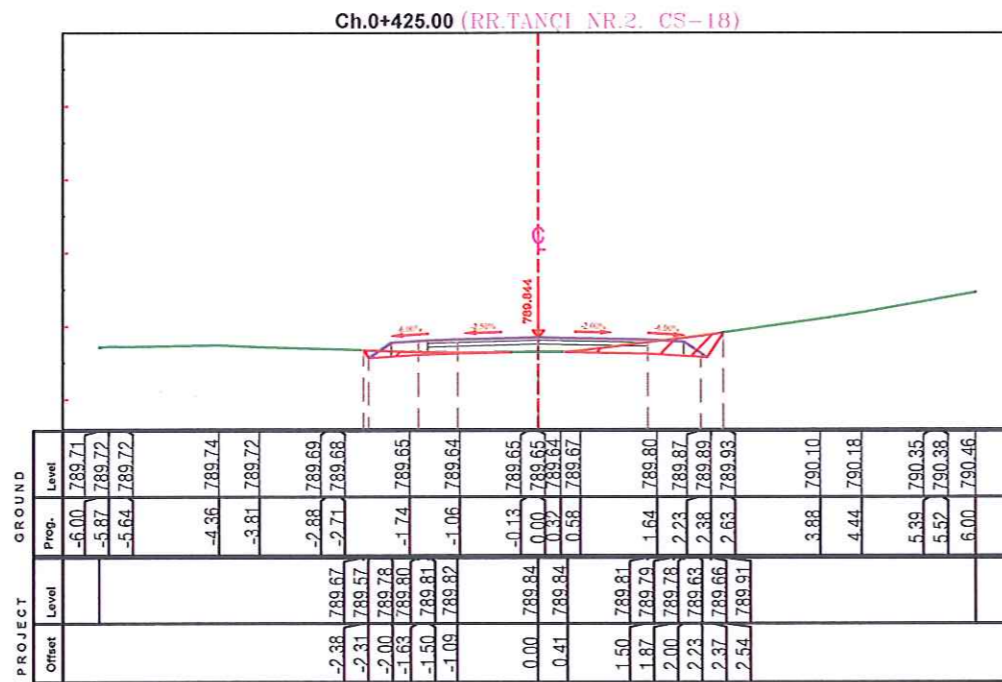 Ch.0+425.00 (RR.TANÇI NR.2. CS-18)
789.844
-4.00% -2.50% -2.00% -4.00%
GROUND
Level 789.71 789.72 789.72 789.74 789.72 789.69 789.68 789.65 789.64 789.65 789.65 789.64 789.67 789.80 789.87 789.89 789.93 790.10 790.18 790.35 790.38 790.46
Prog. -6.00 -5.87 -5.64 -4.36 -3.81 -2.88 -2.71 -1.74 -1.06 -0.13 0.00 0.32 0.58 1.64 2.23 2.38 2.63 3.88 4.44 5.39 5.52 6.00
PROJECT
Level 789.67 789.57 789.78 789.80 789.81 789.82 789.84 789.84 789.81 789.79 789.78 789.63 789.66 789.91
Offset -2.38 -2.31 -2.00 -1.63 -1.50 -1.09 0.00 0.41 1.50 1.87 2.00 2.23 2.37 2.54